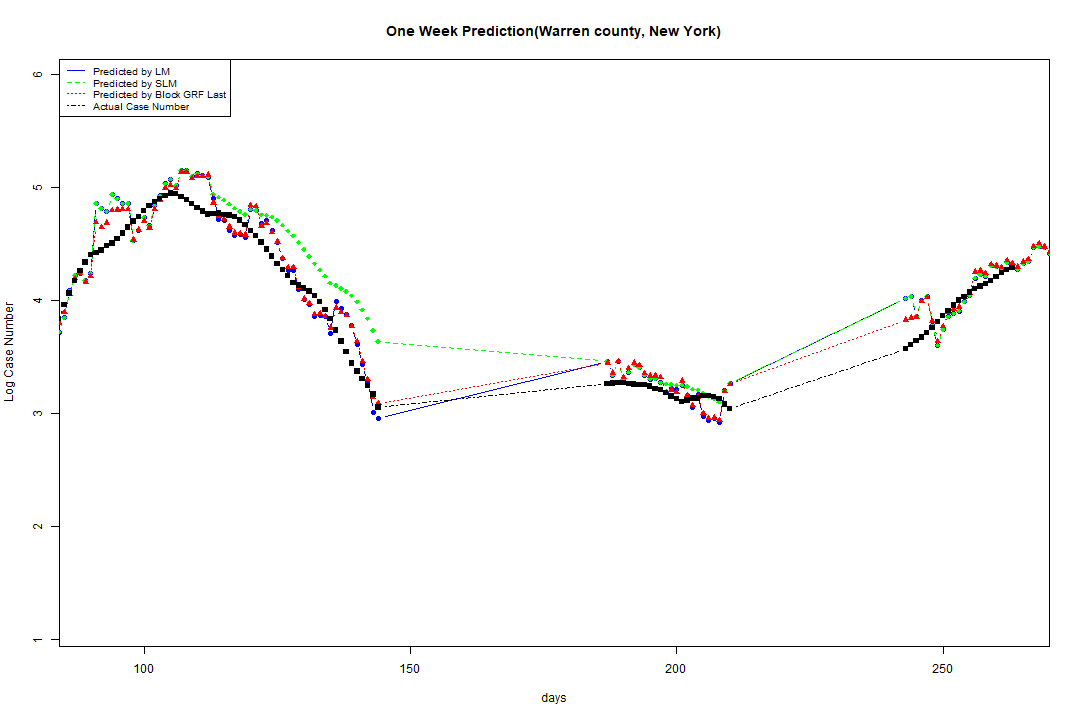 One Week Prediction(Warren county, New York)
Predicted by LM
Predicted by SLM
Predicted by Block GRF Last
Actual Case Number
6
5
4
3
2
1
Log Case Number
100
150
200
250
days